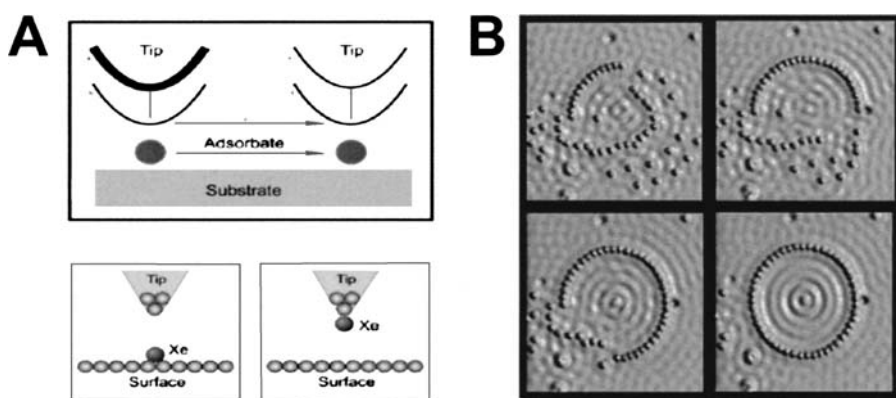 A
Tip
Tip
Adsorbate
Substrate
Tip
Xe
Surface
Tip
Xe
Surface
B